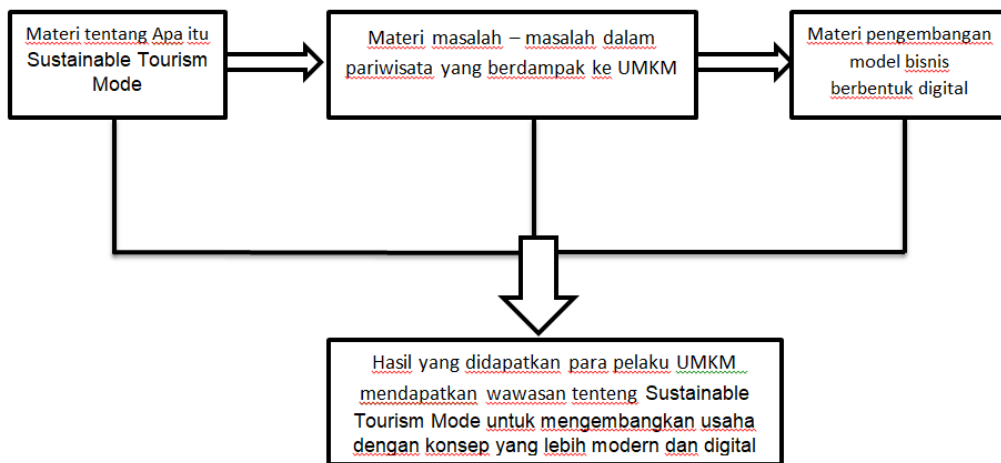 Materi tentang Apa itu
Sustainable Tourism
Mode
Materi masalah – masalah dalam
pariwisata yang berdampak ke UMKM
Materi pengembangan
model bisnis
berbentuk digital
Hasil yang didapatkan para pelaku UMKM
mendapatkan wawasan tenteng Sustainable
Tourism Mode untuk mengembangkan usaha
dengan konsep yang lebih modern dan digital